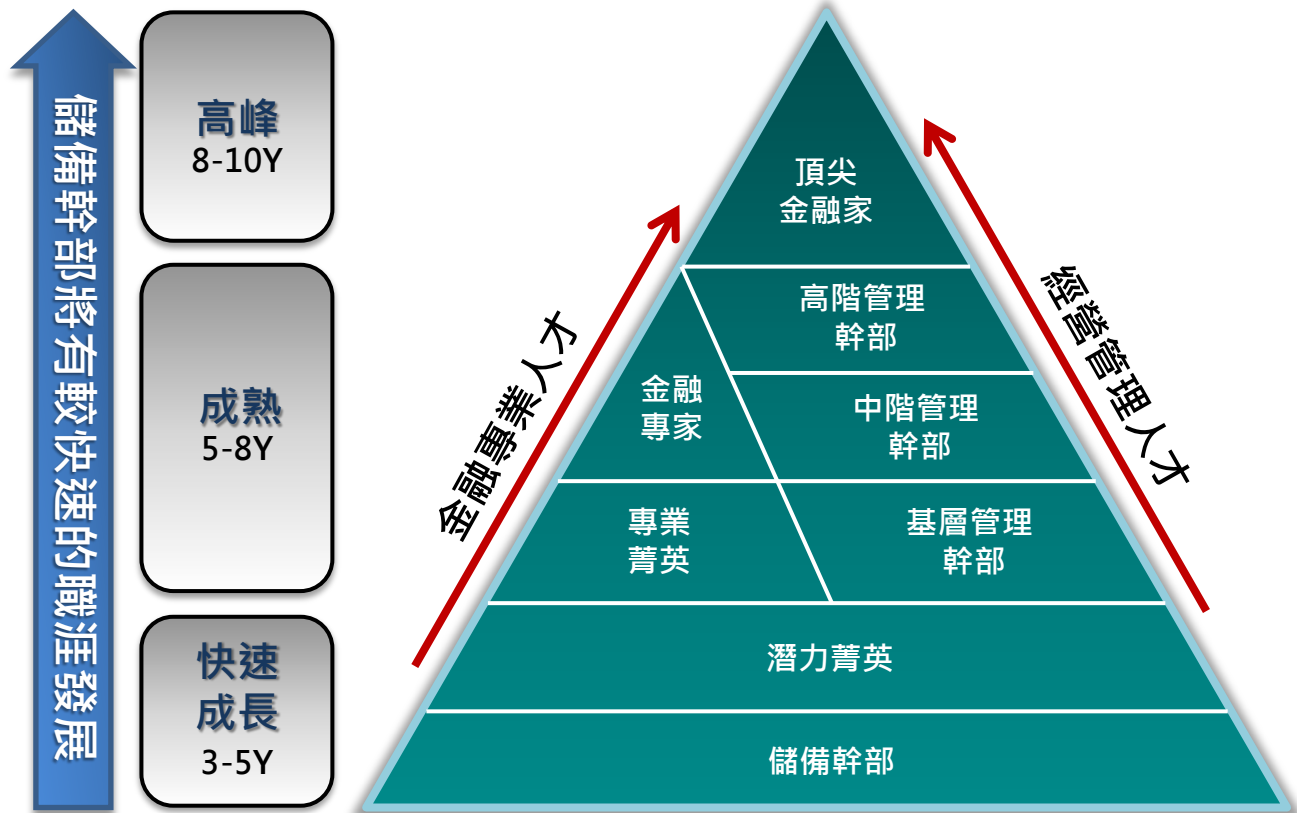 儲備幹部將有較快速的職涯發展
高峰
8-10Y
成熟
5-8Y
快速
成長
3-5Y
金融專業人才
經營管理人才
頂尖
金融家
高階管理
幹部
金融
專家
中階管理
幹部
專業
菁英
基層管理
幹部
潛力菁英
儲備幹部